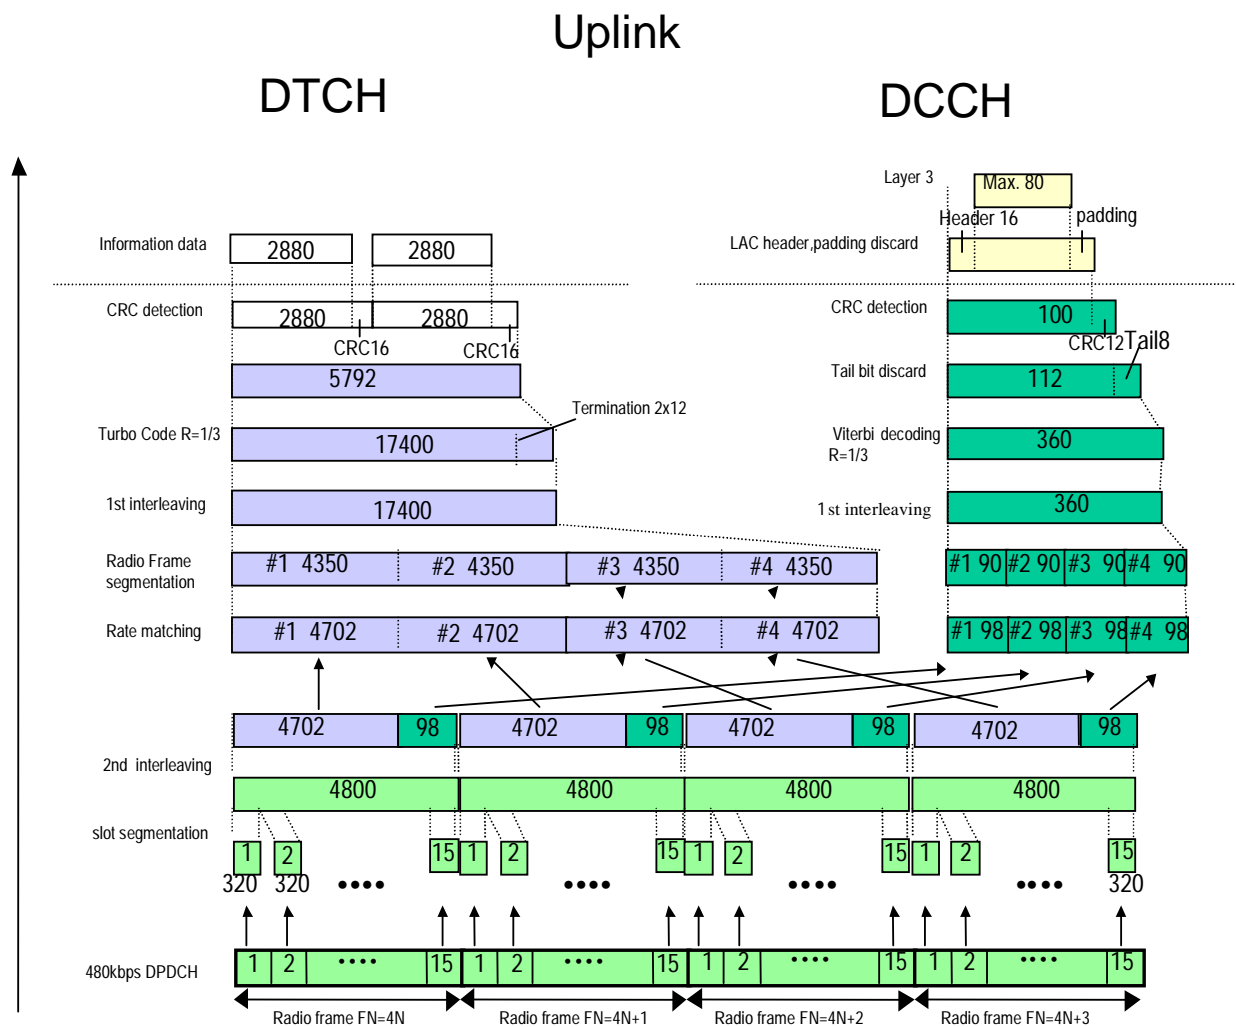 Uplink
DTCH
DCCH
Layer 3
Max. 80
Header 16
padding
Information data
2880
2880
LAC header,padding discard
CRC detection
2880
2880
CRC16
CRC16
CRC detection
100
CRC12
Tail8
5792
Tail bit discard
112
Termination 2x12
Turbo Code R=1/3
17400
Viterbi decoding
R=1/3
360
1st interleaving
17400
1st interleaving
360
Radio Frame
segmentation
#1 4350
#2 4350
#3 4350
#4 4350
#1 90
#2 90
#3 90
#4 90
Rate matching
#1 4702
#2 4702
#3 4702
#4 4702
#1 98
#2 98
#3 98
#4 98
4702
98
4702
98
4702
98
4702
98
2nd interleaving
4800
4800
4800
4800
slot segmentation
1
2
15
1
2
15
1
2
15
1
2
15
320
320
••••
••••
••••
••••
320
480kbps DPDCH
1
2
••••
15
1
2
••••
15
1
2
••••
15
1
2
••••
15
Radio frame FN=4N
Radio frame FN=4N+1
Radio frame FN=4N+2
Radio frame FN=4N+3